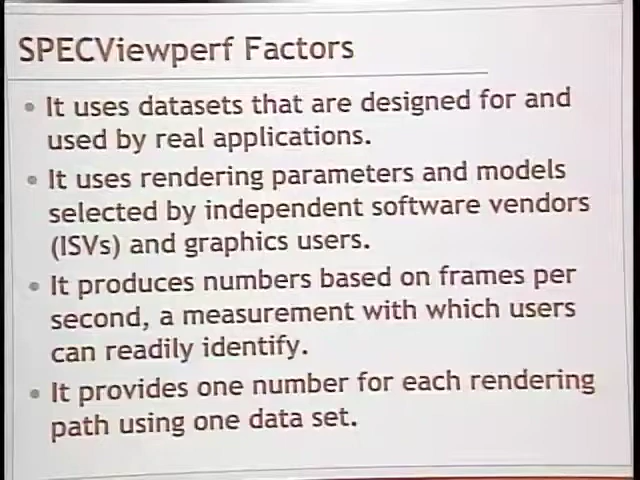 SPECViewperf Factors
• It uses datasets that are designed for and
used by real applications.
• It uses rendering parameters and models
selected by independent software vendors
(ISVs) and graphics users.
• It produces numbers based on frames per
second, a measurement with which users
can readily identify.
• It provides one number for each rendering
path using one data set.